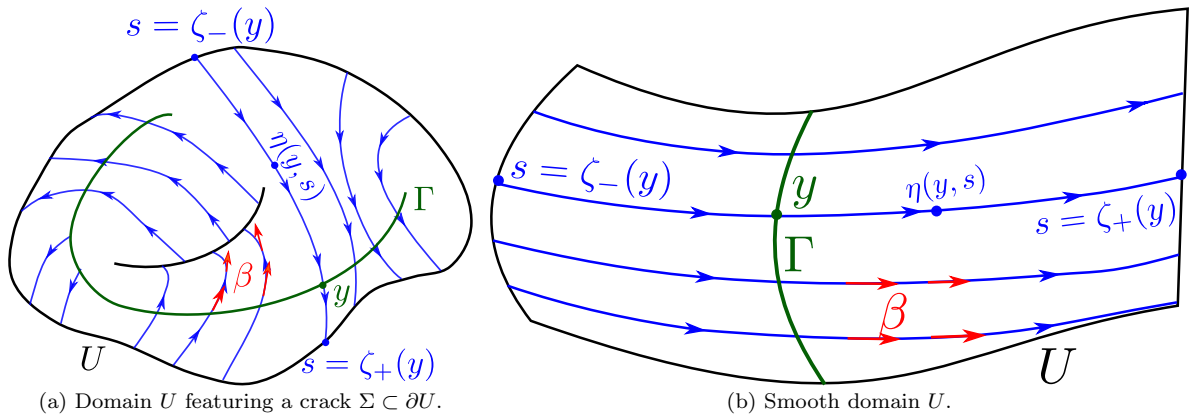 s = ζ₋(y)
η(y, s)
Γ
β
y
U
s = ζ₊(y)
(a) Domain U featuring a crack Σ ⊂ ∂U.
s = ζ₋(y)
y
η(y, s)
s = ζ₊(y)
Γ
β
U
(b) Smooth domain U.